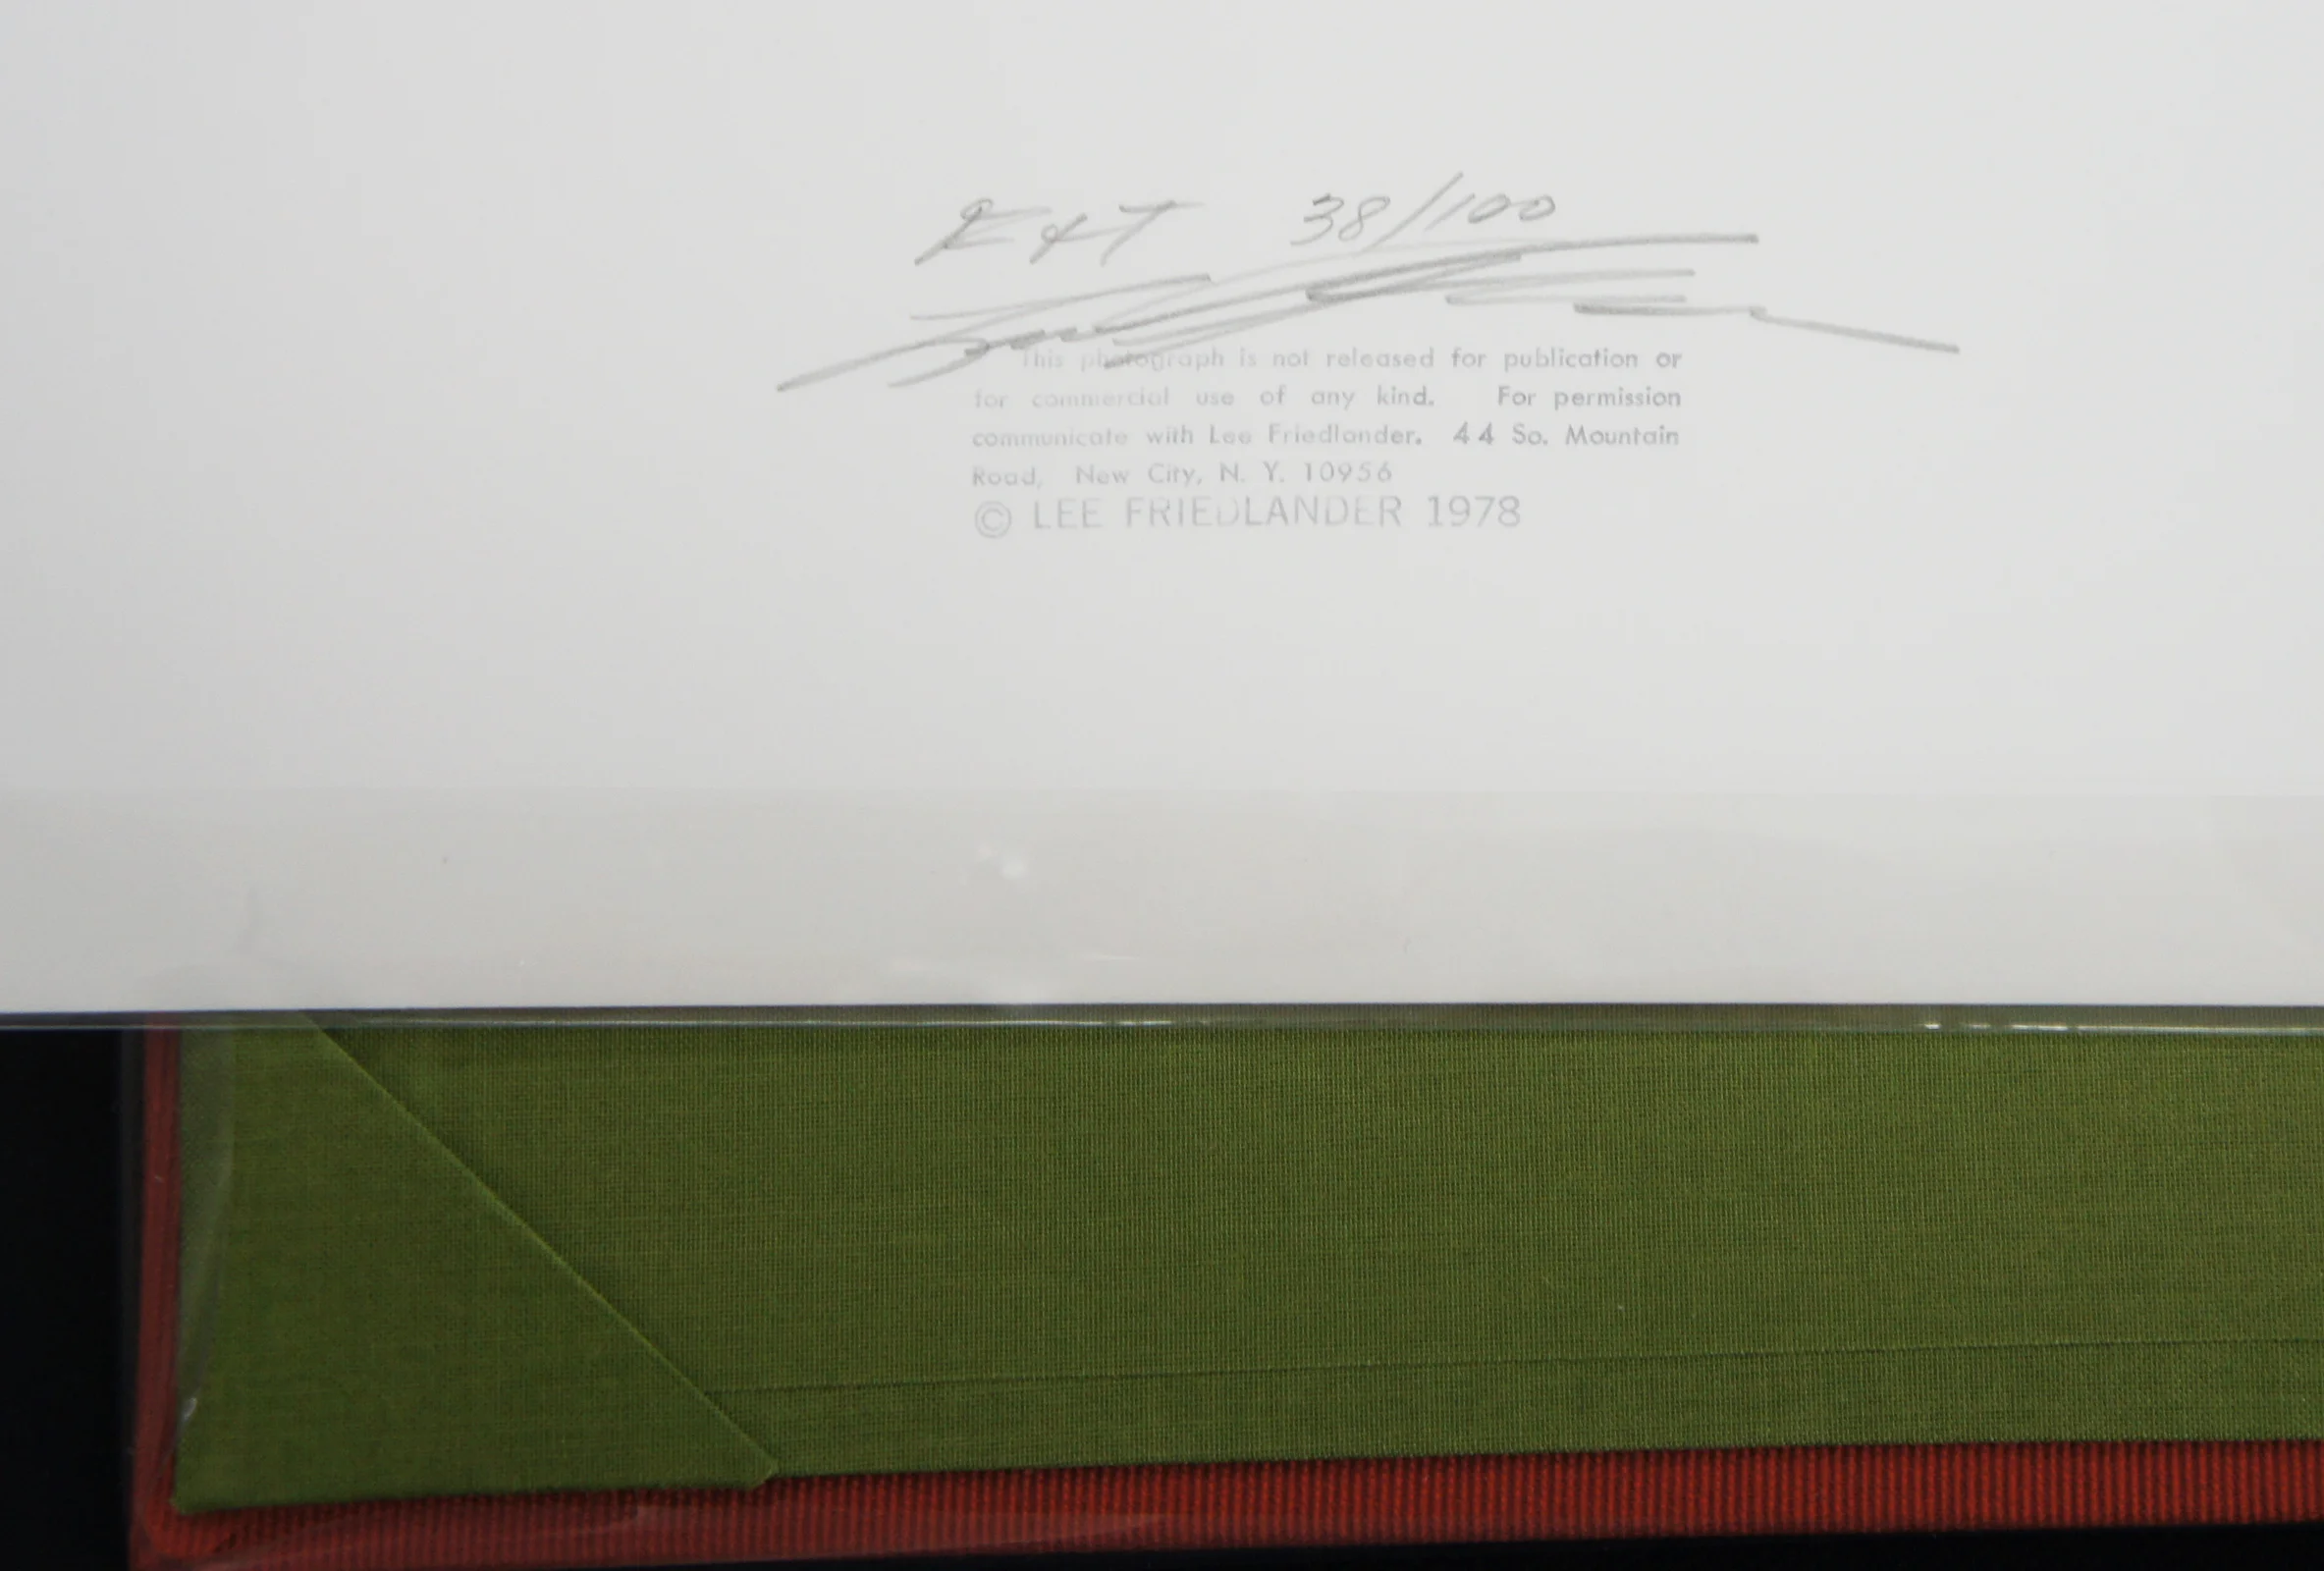 E&T 38/100
This photograph is not released for publication or
for commercial use of any kind. For permission
communicate with Lee Friedlander. 44 So. Mountain
Road, New City, N. Y. 10956
© LEE FRIEDLANDER 1978